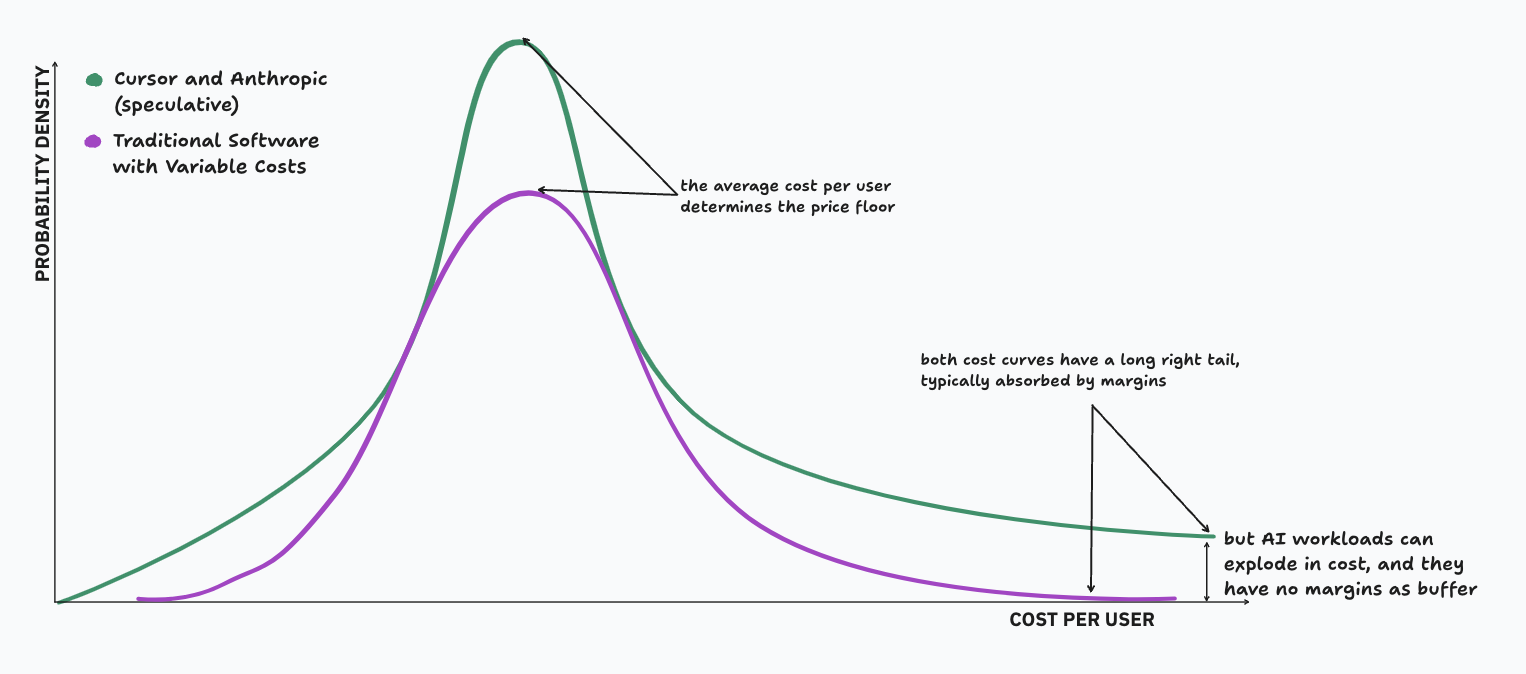 PROBABILITY DENSITY
Cursor and Anthropic
(speculative)
Traditional Software
with Variable Costs
the average cost per user
determines the price floor
both cost curves have a long right tail,
typically absorbed by margins
but AI workloads can
explode in cost, and they
have no margins as buffer
COST PER USER